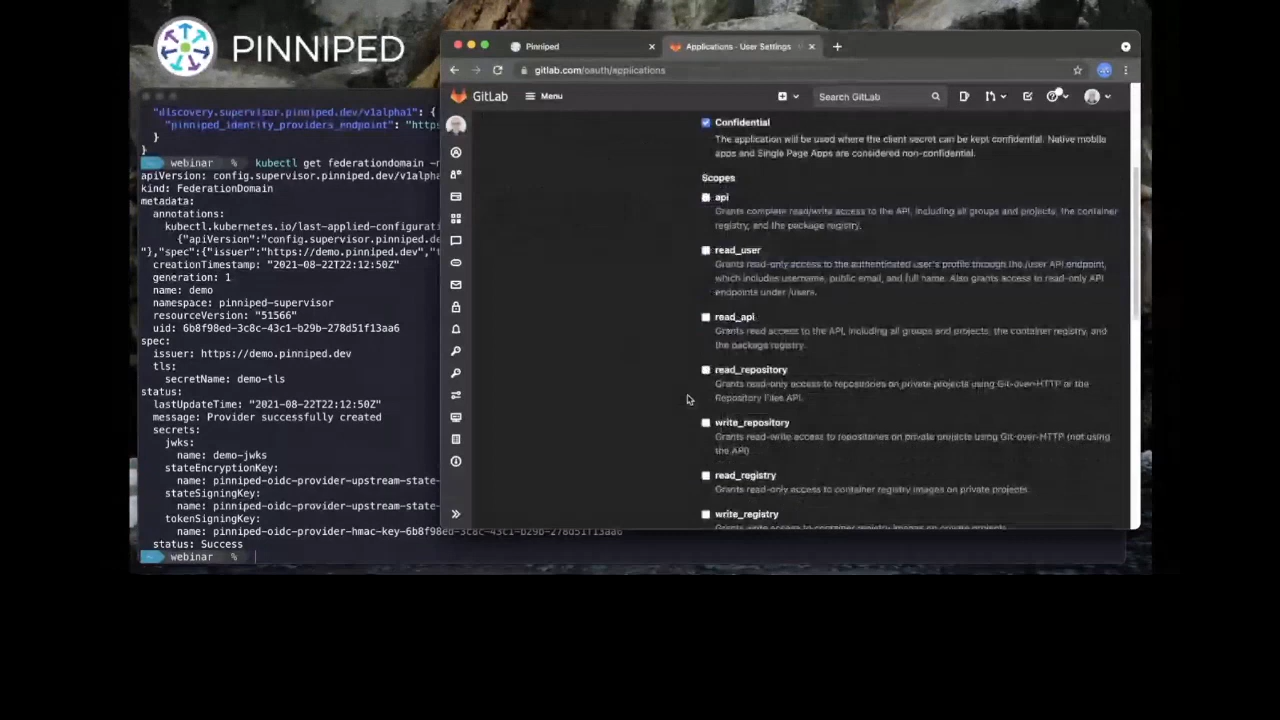 PINNIPED
Pinniped
Applications · User Settings
gitlab.com/oauth/applications
GitLab
Menu
Search GitLab
"discovery.supervisor.pinniped.dev/v1alpha1": {
"pinniped_identity_providers_endpoint": "https
}
}
webinar % kubectl get federationdomain -n
apiVersion: config.supervisor.pinniped.dev/v1alpha
kind: FederationDomain
metadata:
annotations:
kubectl.kubernetes.io/last-applied-configurati
{"apiVersion":"config.supervisor.pinniped.de
"},"spec":{"issuer":"https://demo.pinniped.dev","t
creationTimestamp: "2021-08-22T22:12:50Z"
generation: 1
name: demo
namespace: pinniped-supervisor
resourceVersion: "51566"
uid: 6b8f98ed-3c8c-43c1-b29b-278d51f13aa6
spec:
issuer: https://demo.pinniped.dev
tls:
secretName: demo-tls
status:
lastUpdateTime: "2021-08-22T22:12:50Z"
message: Provider successfully created
secrets:
jwks:
name: demo-jwks
stateEncryptionKey:
name: pinniped-oidc-provider-upstream-state-
stateSigningKey:
name: pinniped-oidc-provider-upstream-state-
tokenSigningKey:
name: pinniped-oidc-provider-hmac-key-6b8f98ed-3c8c-43c1-b29b-278d51f13aa6
status: Success
webinar %
Confidential
The application will be used where the client secret can be kept confidential. Native mobile
apps and Single Page Apps are considered non-confidential.
Scopes
api
Grants complete read/write access to the API, including all groups and projects, the container
registry, and the package registry.
read_user
Grants read-only access to the authenticated user's profile through the /user API endpoint,
which includes username, public email, and full name. Also grants access to read-only API
endpoints under /users.
read_api
Grants read access to the API, including all groups and projects, the container registry, and
the package registry.
read_repository
Grants read-only access to repositories on private projects using Git-over-HTTP or the
Repository Files API.
write_repository
Grants read-write access to repositories on private projects using Git-over-HTTP (not using
the API).
read_registry
Grants read-only access to container registry images on private projects.
write_registry
Grants write access to container registry images on private projects.